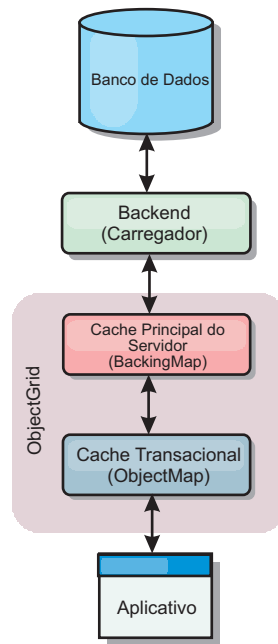 Banco de Dados
Backend
(Carregador)
ObjectGrid
Cache Principal do
Servidor
(BackingMap)
Cache Transacional
(ObjectMap)
Aplicativo